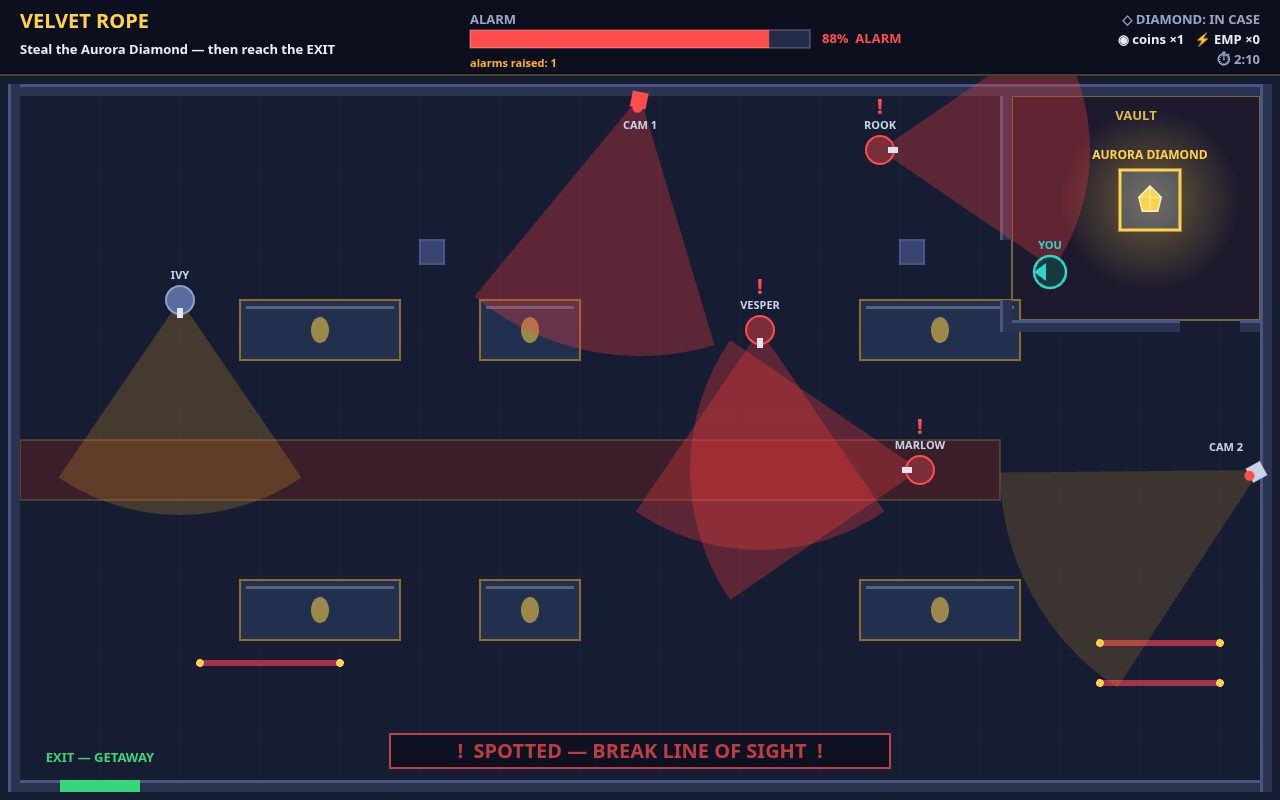 VELVET ROPE
Steal the Aurora Diamond — then reach the EXIT
ALARM
88% ALARM
alarms raised: 1
◇ DIAMOND: IN CASE
◉ coins ×1 ⚡ EMP ×0
⏱ 2:10
CAM 1
!
ROOK
VAULT
AURORA DIAMOND
YOU
IVY
!
VESPER
!
MARLOW
CAM 2
! SPOTTED — BREAK LINE OF SIGHT !
EXIT — GETAWAY